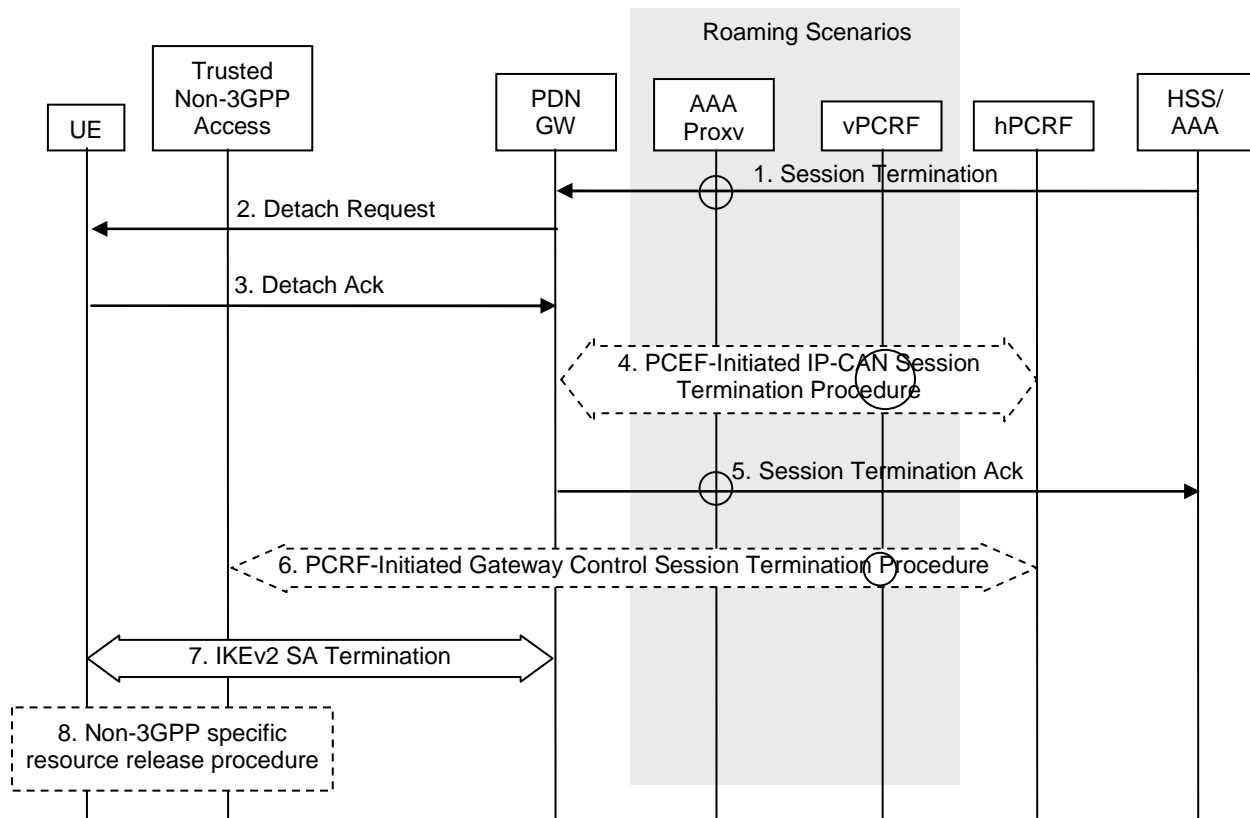 Roaming Scenarios
UE
Trusted
Non-3GPP
Access
PDN
GW
AAA
Proxv
vPCRF
hPCRF
HSS/
AAA
1. Session Termination
2. Detach Request
3. Detach Ack
4. PCEF-Initiated IP-CAN Session
Termination Procedure
5. Session Termination Ack
6. PCRF-Initiated Gateway Control Session Termination Procedure
7. IKEv2 SA Termination
8. Non-3GPP specific
resource release procedure